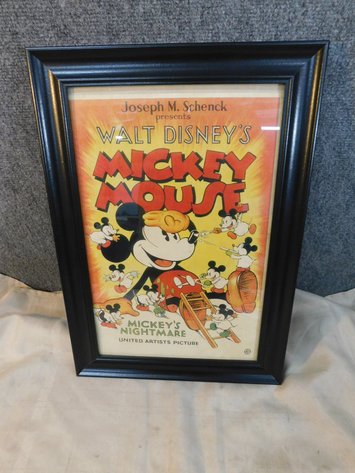 Joseph M. Schenck
presents
WALT DISNEY'S
MICKEY
MOUSE
MICKEY'S
NIGHTMARE
UNITED ARTISTS PICTURE